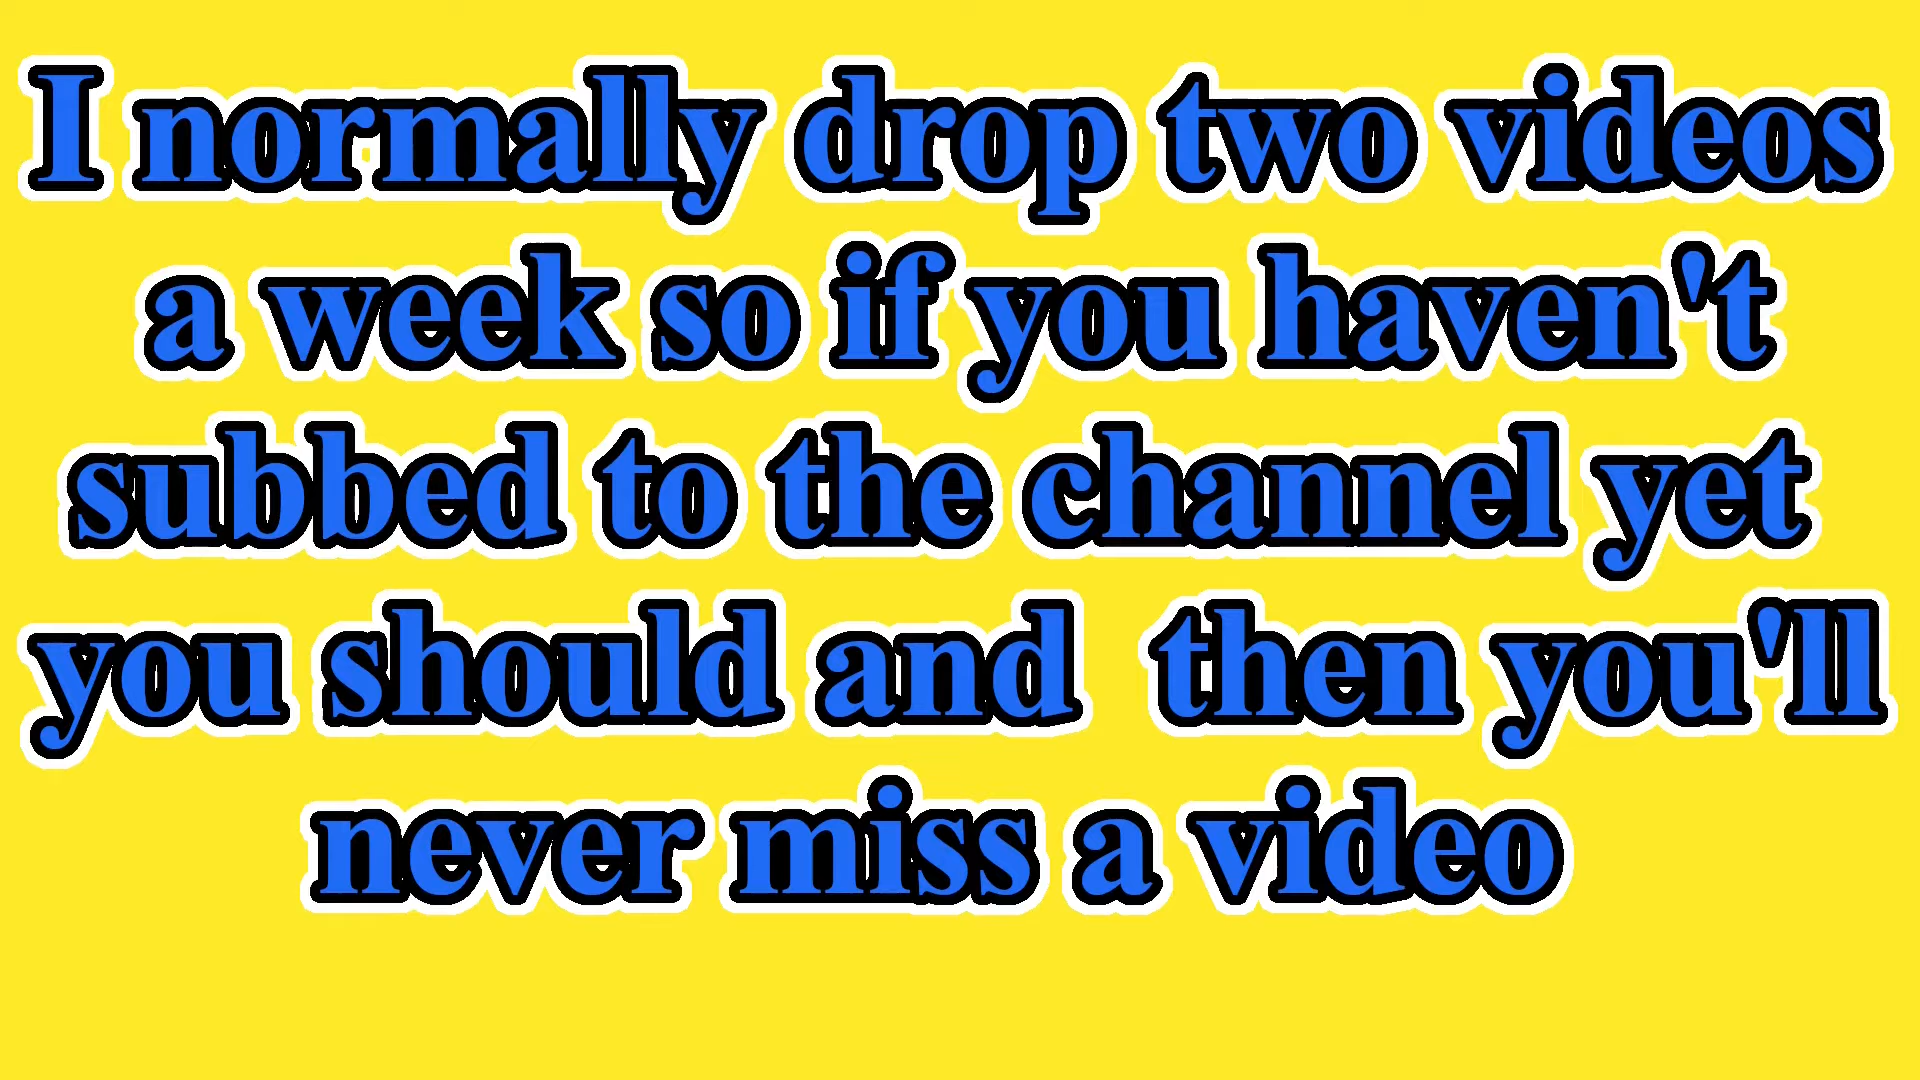 I normally drop two videos
a week so if you haven't
subbed to the channel yet
you should and  then you'll
never miss a video